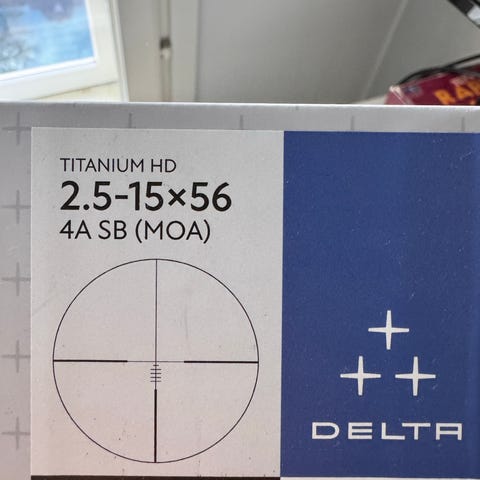 TITANIUM HD
2.5-15×56
4A SB (MOA)
DELTA